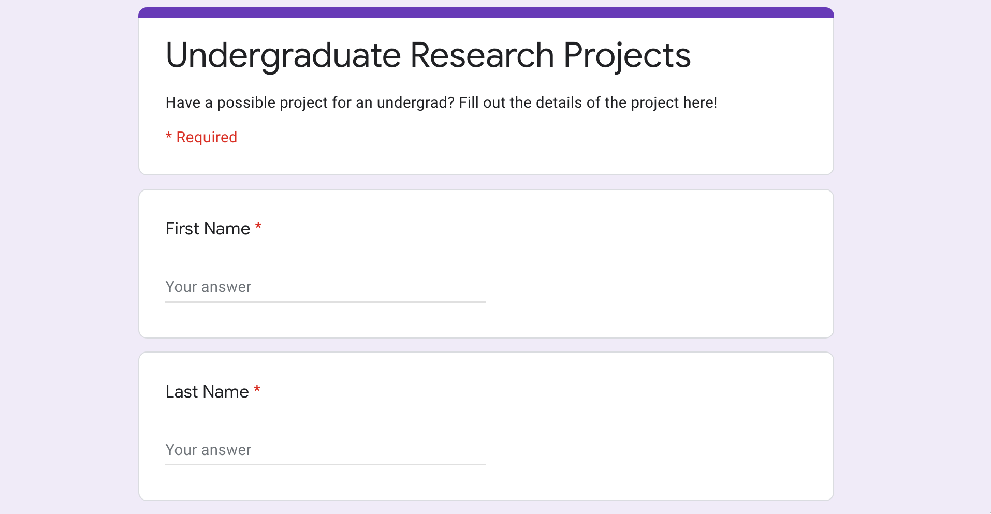 Undergraduate Research Projects
Have a possible project for an undergrad? Fill out the details of the project here!
* Required
First Name *
Your answer
Last Name *
Your answer